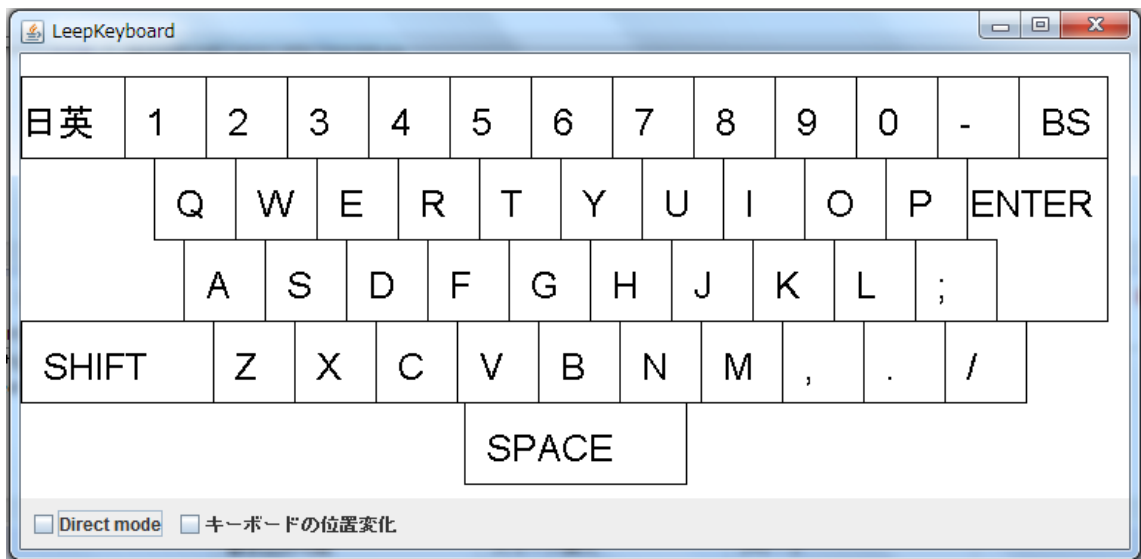 LeepKeyboard
日英 1 2 3 4 5 6 7 8 9 0 - BS
Q W E R T Y U I O P ENTER
A S D F G H J K L ;
SHIFT Z X C V B N M , . /
SPACE
Direct mode キーボードの位置変化